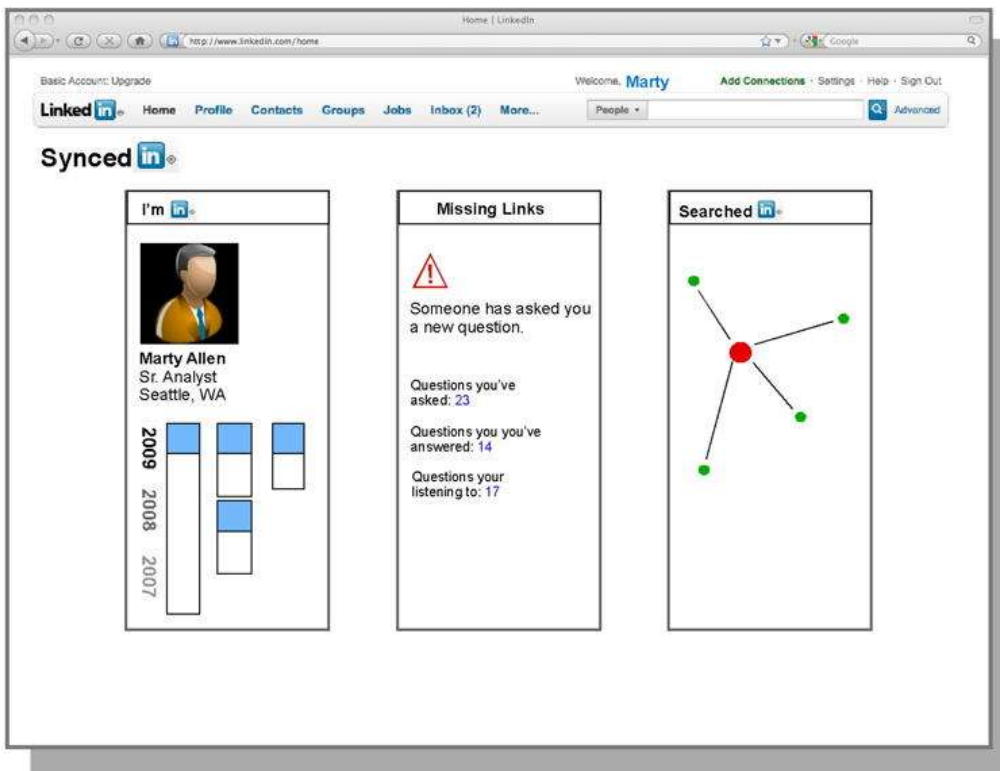 Home | LinkedIn
http://www.linkedin.com/home
Google
Basic Account: Upgrade
Welcome, Marty
Add Connections · Settings · Help · Sign Out
Linked in® Home Profile Contacts Groups Jobs Inbox (2) More... People Advanced
Synced in®
I'm in®
Missing Links
Searched in®
Someone has asked you
a new question.
Marty Allen
Sr. Analyst
Seattle, WA
Questions you've
asked: 23
Questions you you've
answered: 14
Questions your
listening to: 17
2009
2008
2007